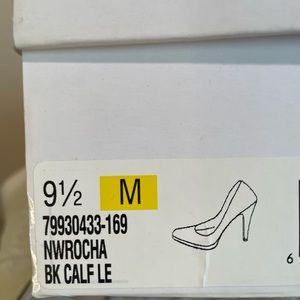 9½ M
79930433-169
NWROCHA
BK CALF LE
6